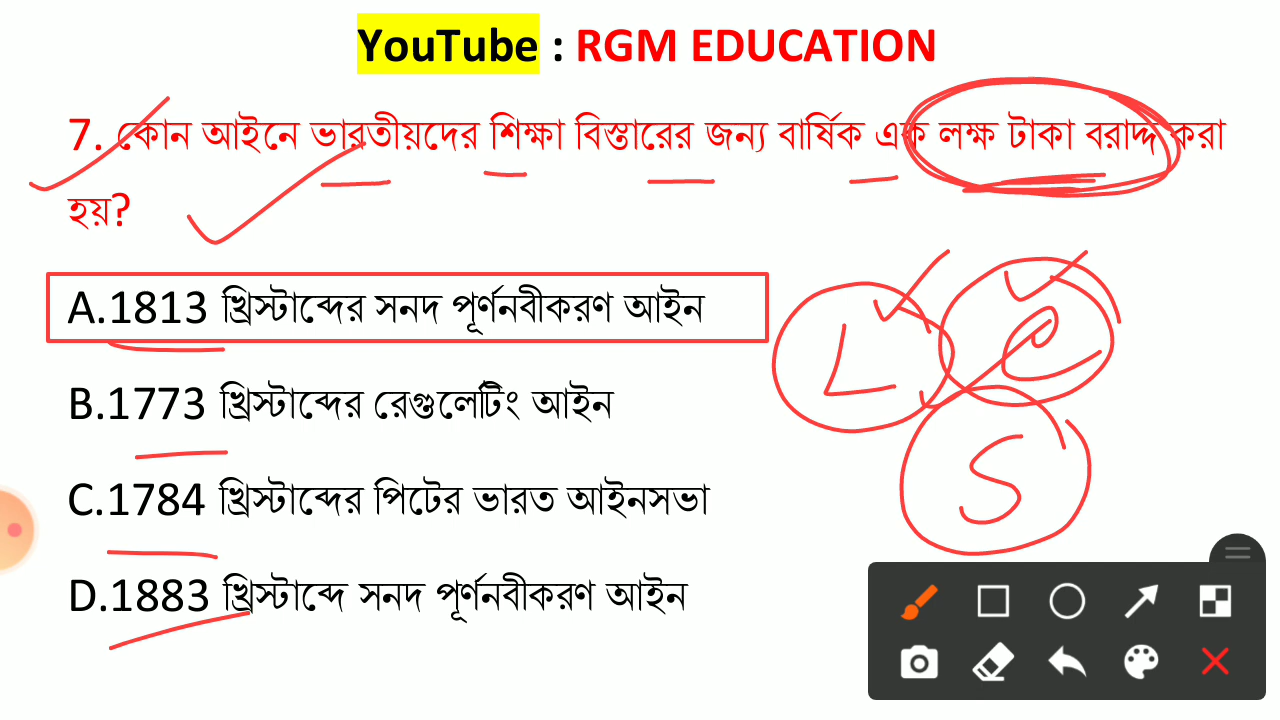 YouTube : RGM EDUCATION
7. কোন আইনে ভারতীয়দের শিক্ষা বিস্তারের জন্য বার্ষিক এক লক্ষ টাকা বরাদ্দ করা
হয়?
A.1813 খ্রিস্টাব্দের সনদ পূর্ণনবীকরণ আইন
B.1773 খ্রিস্টাব্দের রেগুলেটিং আইন
C.1784 খ্রিস্টাব্দের পিটের ভারত আইনসভা
D.1883 খ্রিস্টাব্দে সনদ পূর্ণনবীকরণ আইন
L
e
S